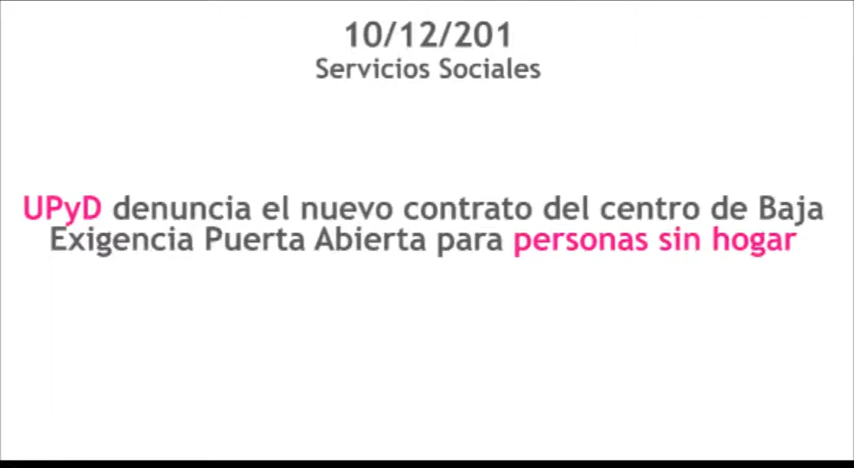 10/12/201
Servicios Sociales
UPyD denuncia el nuevo contrato del centro de Baja
Exigencia Puerta Abierta para personas sin hogar